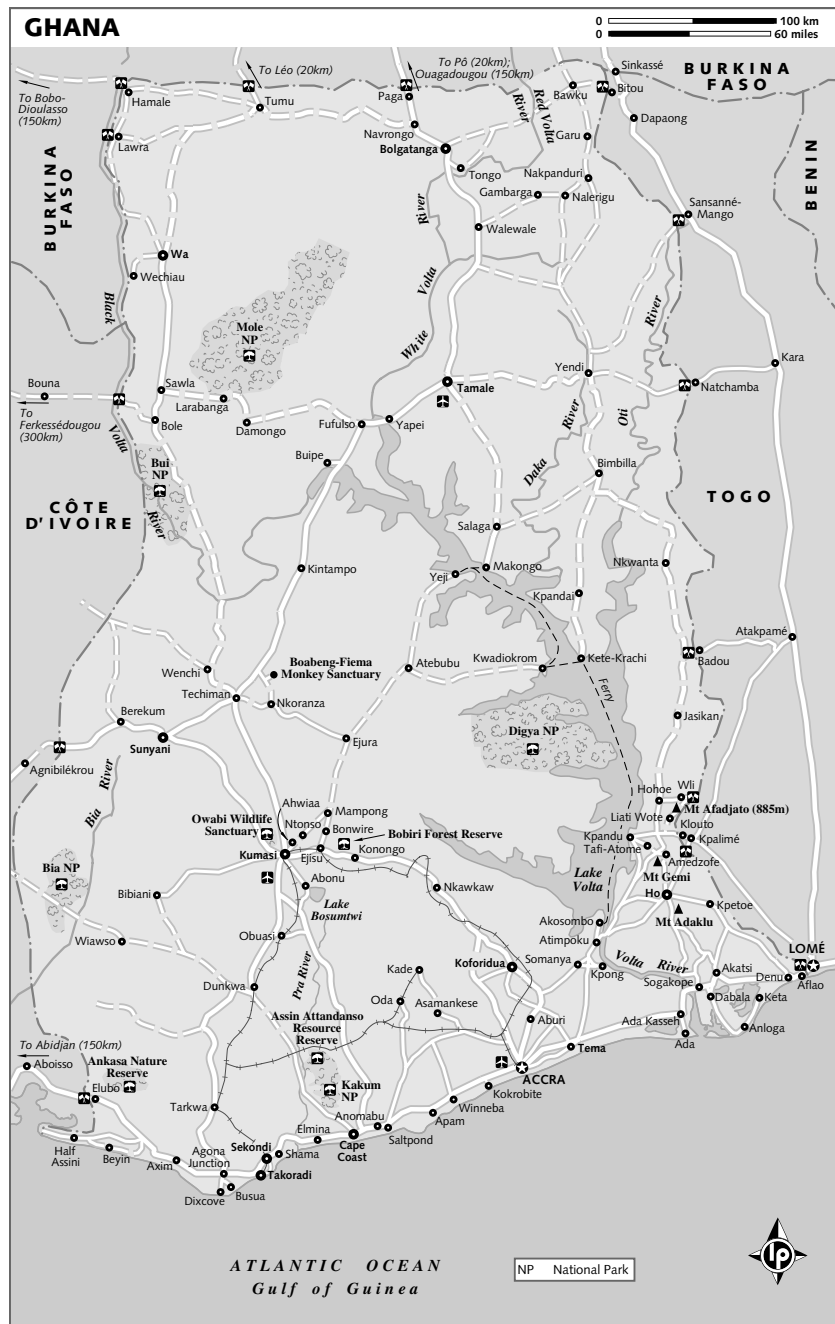 GHANA
0 100 km
0 60 miles
To Léo (20km)
To Pô (20km);
Ouagadougou (150km)
Sinkassé
BURKINA
FASO
To Bobo-
Dioulasso
(150km)
Hamale
Tumu
Paga
Bawku
Bitou
River
Red Volta
Dapaong
Lawra
Navrongo
Garu
Bolgatanga
BURKINA
FASO
BENIN
Tongo
Nakpanduri
Gambarga
Nalerigu
River
Sansanné-
Mango
Walewale
Wa
Wechiau
Black
Volta
River
White
Mole
NP
Yendi
Kara
Bouna
Sawla
Tamale
Natchamba
Larabanga
To
Ferkessédougou
(300km)
Bole
Damongo
Fufulso
Yapei
River
Oti
Volta
Bui
NP
Buipe
Daka
Bimbilla
CÔTE
D'IVOIRE
River
TOGO
Salaga
Kintampo
Yeji
Makongo
Nkwanta
Kpandai
Atakpamé
Wenchi
Boabeng-Fiema
Monkey Sanctuary
Atebubu
Kwadiokrom
Kete-Krachi
Badou
Techiman
Nkoranza
Ferry
Berekum
Jasikan
Sunyani
Ejura
Digya NP
Agnibilékrou
River
Bia
Hohoe
Wli
Ahwiaa
Mampong
Mt Afadjato (885m)
Owabi Wildlife
Sanctuary
Ntonso
Bonwire
Bobiri Forest Reserve
Liati Wote
Klouto
Kpandu
Kpalimé
Tafi-Atome
Kumasi
Ejisu
Konongo
Amedzofe
Bia NP
Abonu
Lake
Volta
Mt Gemi
Bibiani
Lake
Bosumtwi
Nkawkaw
Ho
Kpetoe
Mt Adaklu
Akosombo
Wiawso
Obuasi
Atimpoku
LOMÉ
Pra River
Kade
Koforidua
Somanya
Volta River
Kpong
Akatsi
Denu
Aflao
Sogakope
Dunkwa
Oda
Asamankese
Dabala
Keta
Assin Attandanso
Resource
Reserve
Aburi
Ada Kasseh
Anloga
To Abidjan (150km)
Tema
Ada
Aboisso
Ankasa Nature
Reserve
ACCRA
Elubo
Kakum
NP
Kokrobite
Tarkwa
Winneba
Anomabu
Apam
Elmina
Saltpond
Half
Assini
Beyin
Axim
Agona
Junction
Sekondi
Shama
Cape
Coast
Takoradi
Dixcove
Busua
ATLANTIC OCEAN
Gulf of Guinea
NP National Park
lp